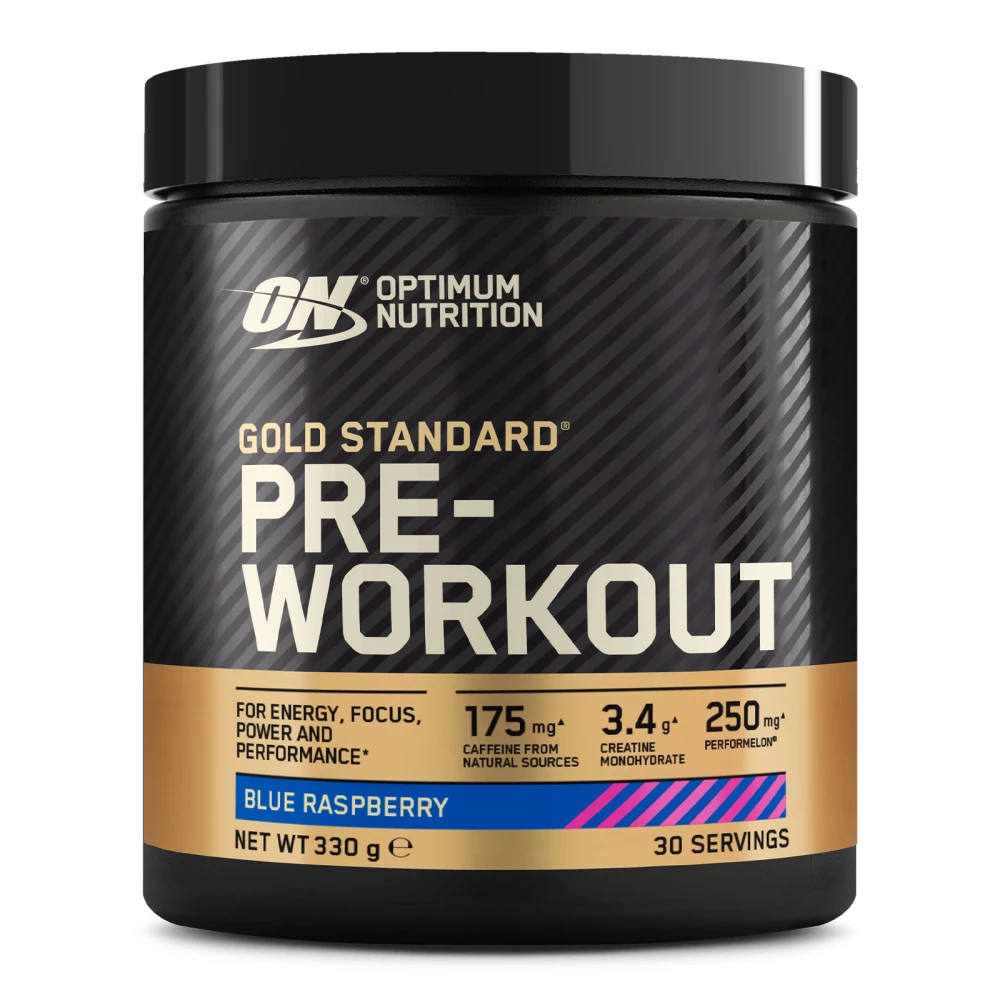 ON® OPTIMUM
NUTRITION
GOLD STANDARD®
PRE-
WORKOUT
FOR ENERGY, FOCUS,
POWER AND
PERFORMANCE*
175 mg▲
CAFFEINE FROM
NATURAL SOURCES
3.4 g▲
CREATINE
MONOHYDRATE
250 mg▲
PERFORMELON®
BLUE RASPBERRY
NET WT 330 g ℮
30 SERVINGS